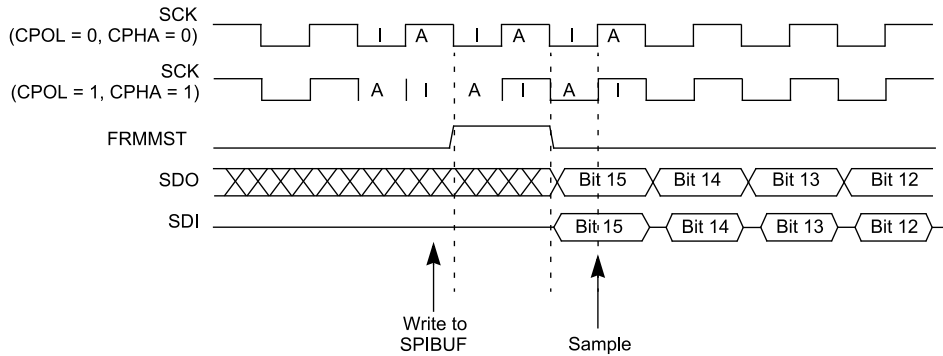 SCK
(CPOL = 0, CPHA = 0)
I A I A I A
SCK
(CPOL = 1, CPHA = 1)
A I A I A I
FRMMST
SDO
Bit 15 Bit 14 Bit 13 Bit 12
SDI
Bit 15 Bit 14 Bit 13 Bit 12
Write to
SPIBUF
Sample